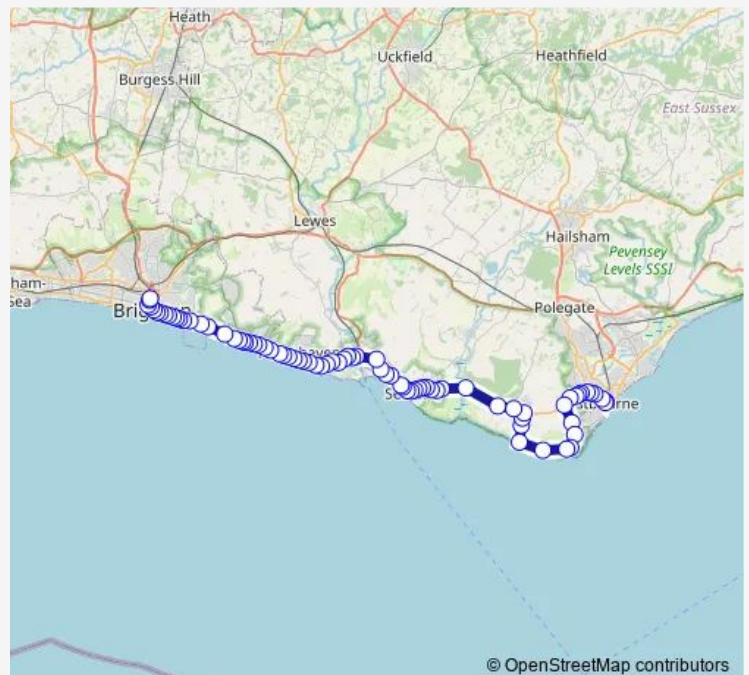 Heath
Uckfield
Heathfield
Burgess Hill
East Sussex
Lewes
Hailsham
Pevensey
Levels SSSI
ham-
Sea
Polegate
© OpenStreetMap contributors